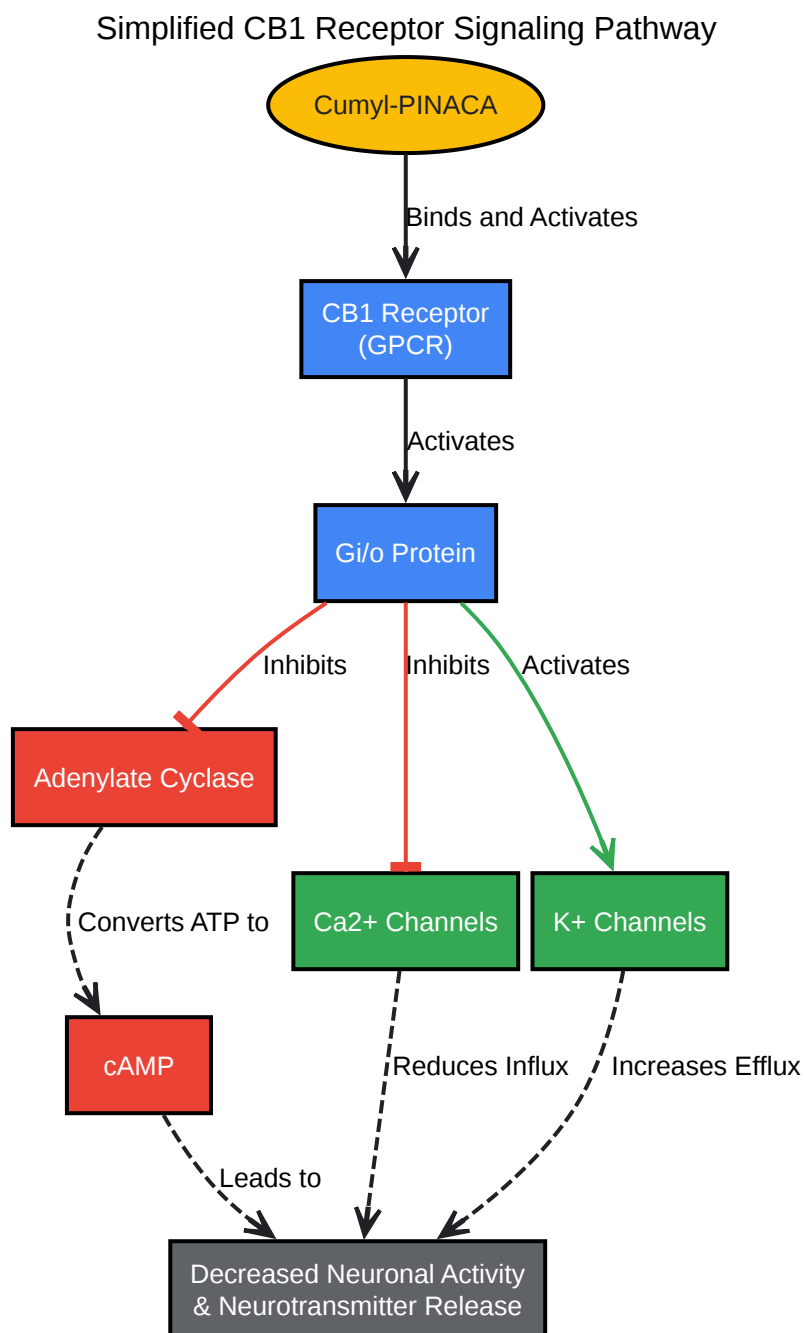 Simplified CB1 Receptor Signaling Pathway
Cumyl-PINACA
Binds and Activates
CB1 Receptor
(GPCR)
Activates
Gi/o Protein
Inhibits
Inhibits
Activates
Adenylate Cyclase
Converts ATP to
Ca2+ Channels
K+ Channels
cAMP
Reduces Influx
Increases Efflux
Leads to
Decreased Neuronal Activity
& Neurotransmitter Release